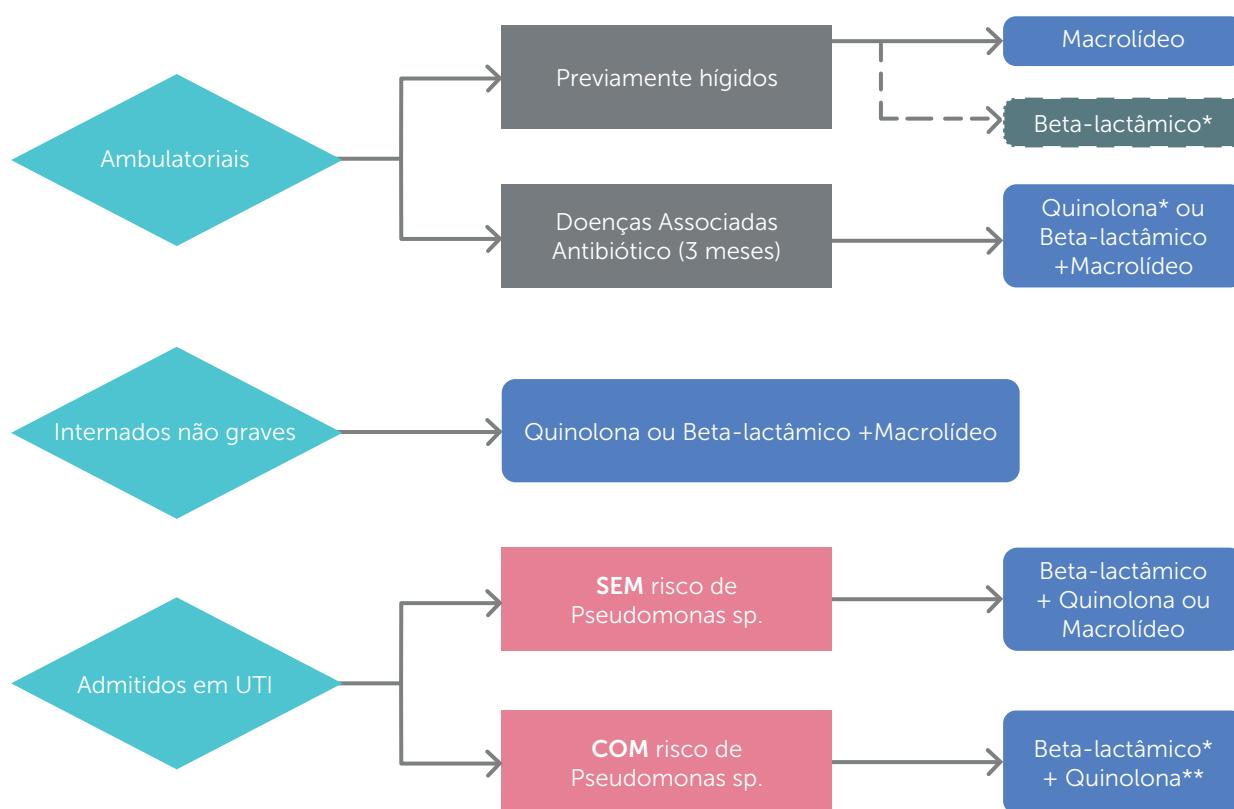 Ambulatoriais
Previamente hígidos
Macrolídeo
Beta-lactâmico*
Doenças Associadas
Antibiótico (3 meses)
Quinolona* ou
Beta-lactâmico
+Macrolídeo
Internados não graves
Quinolona ou Beta-lactâmico +Macrolídeo
Admitidos em UTI
SEM risco de
Pseudomonas sp.
Beta-lactâmico
+ Quinolona ou
Macrolídeo
COM risco de
Pseudomonas sp.
Beta-lactâmico*
+ Quinolona**